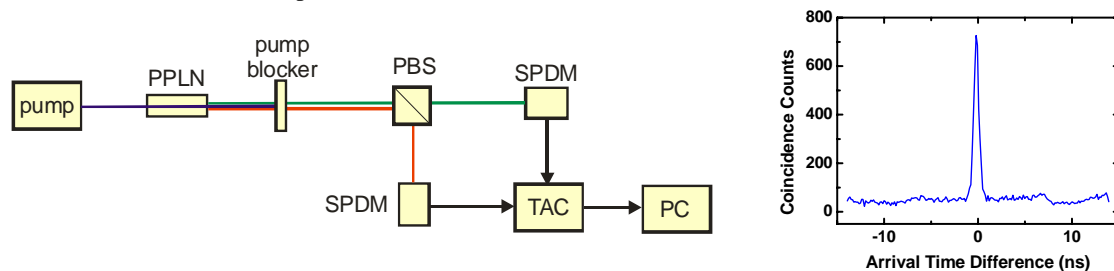 pump
PPLN
pump
blocker
PBS
SPDM
SPDM
TAC
PC
Coincidence Counts
800
600
400
200
0
-10
0
10
Arrival Time Difference (ns)